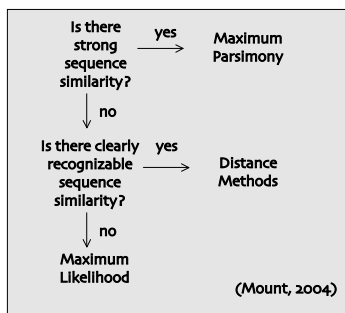 Is there
strong
sequence
similarity?
yes
Maximum
Parsimony
no
Is there clearly
recognizable
sequence
similarity?
yes
Distance
Methods
no
Maximum
Likelihood
(Mount, 2004)